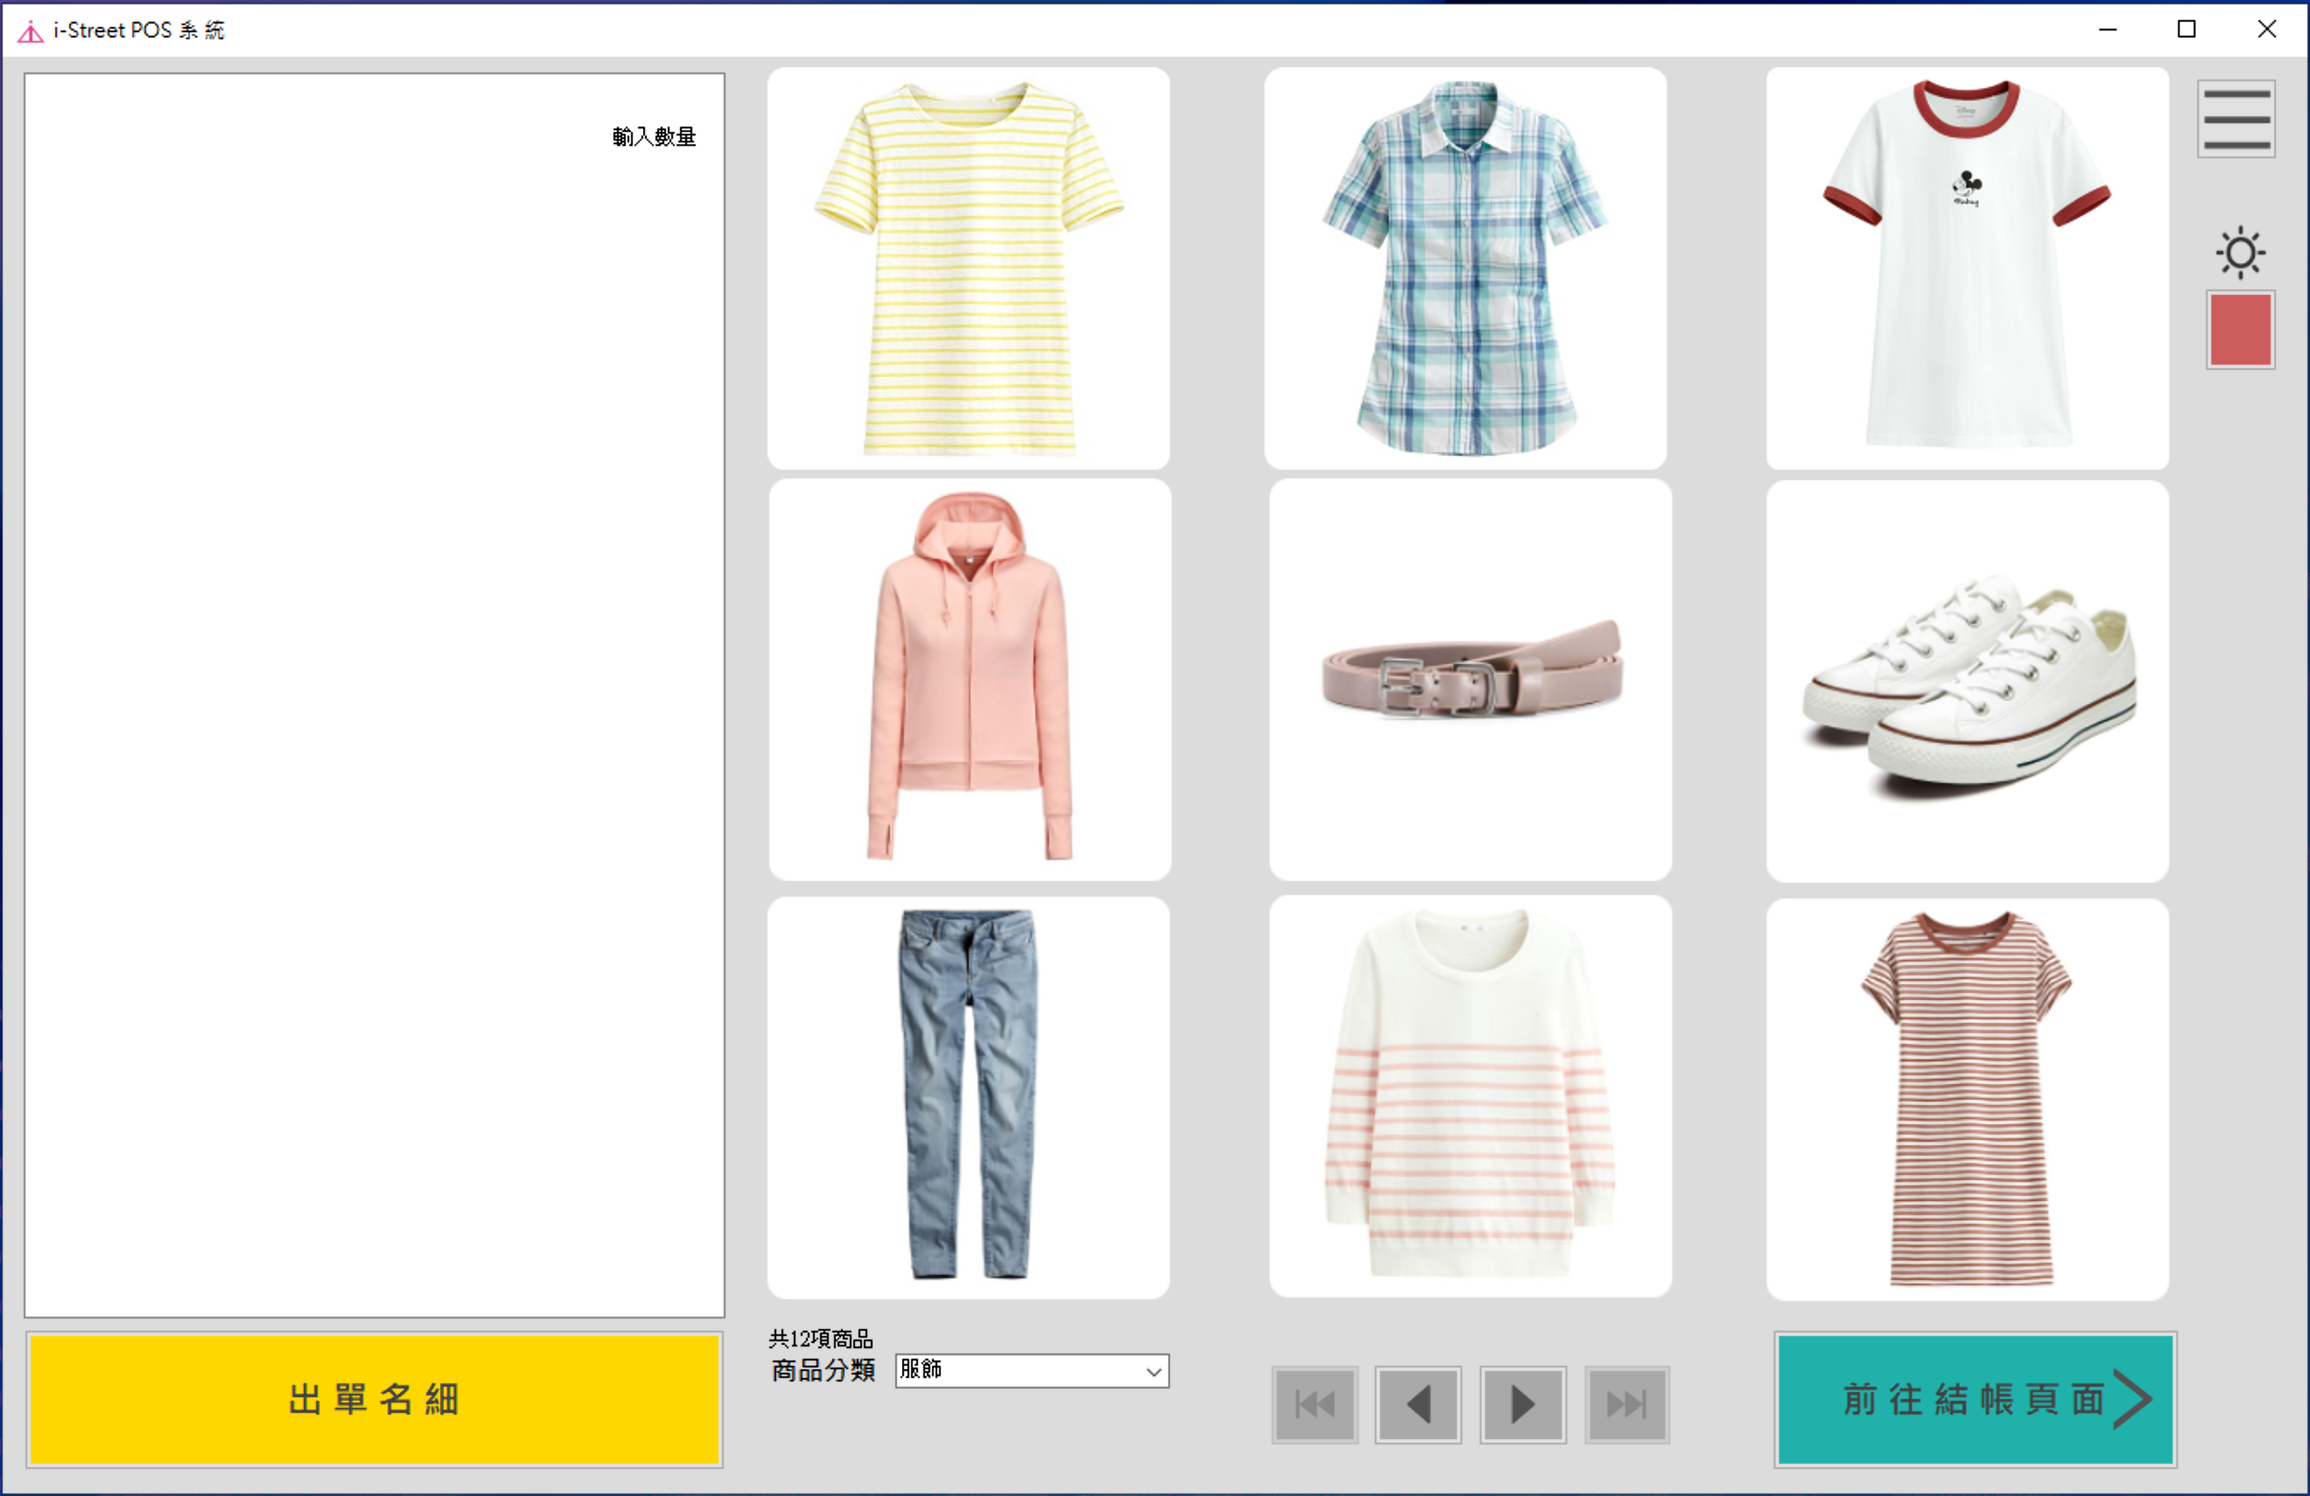 i-Street POS 系統
輸入數量
共12項商品
商品分類
服飾
出單名細
前往結帳頁面